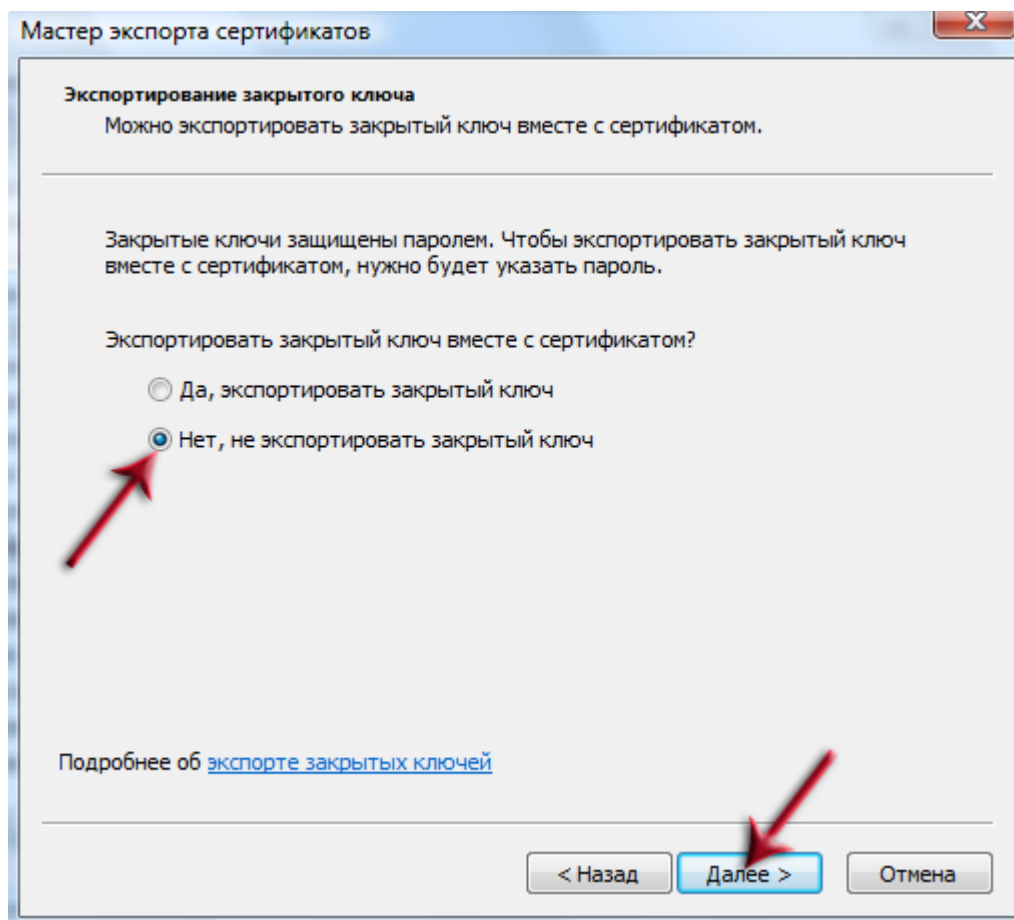 Мастер экспорта сертификатов
Экспортирование закрытого ключа
Можно экспортировать закрытый ключ вместе с сертификатом.
Закрытые ключи защищены паролем. Чтобы экспортировать закрытый ключ
вместе с сертификатом, нужно будет указать пароль.
Экспортировать закрытый ключ вместе с сертификатом?
Да, экспортировать закрытый ключ
Нет, не экспортировать закрытый ключ
Подробнее об экспорте закрытых ключей
< Назад Далее > Отмена